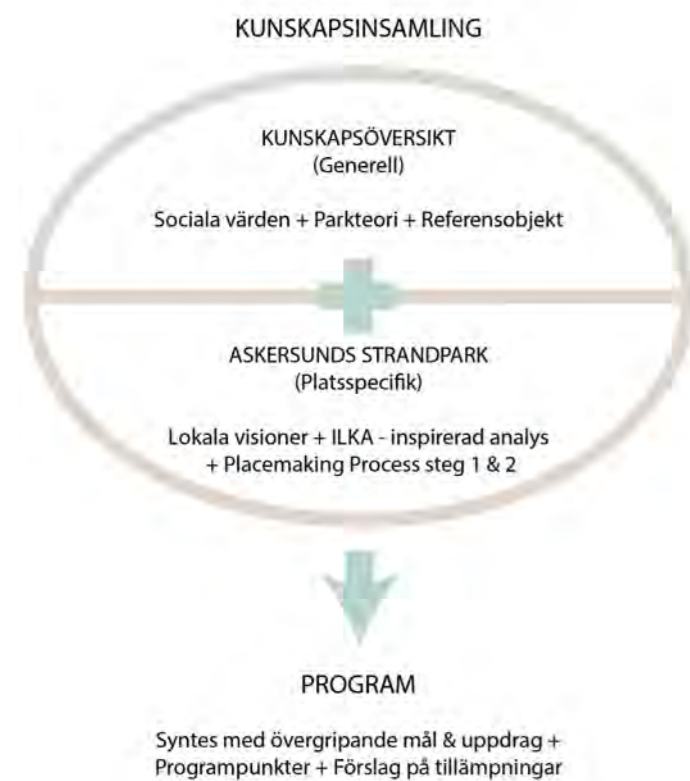 KUNSKAPSINSAMLING
KUNSKAPSÖVERSIKT
(Generell)
Sociala värden + Parkteori + Referensobjekt
ASKERSUNDS STRANDPARK
(Platsspecifik)
Lokala visioner + ILKA - inspirerad analys
+ Placemaking Process steg 1 & 2
PROGRAM
Syntes med övergripande mål & uppdrag +
Programpunkter + Förslag på tillämpningar